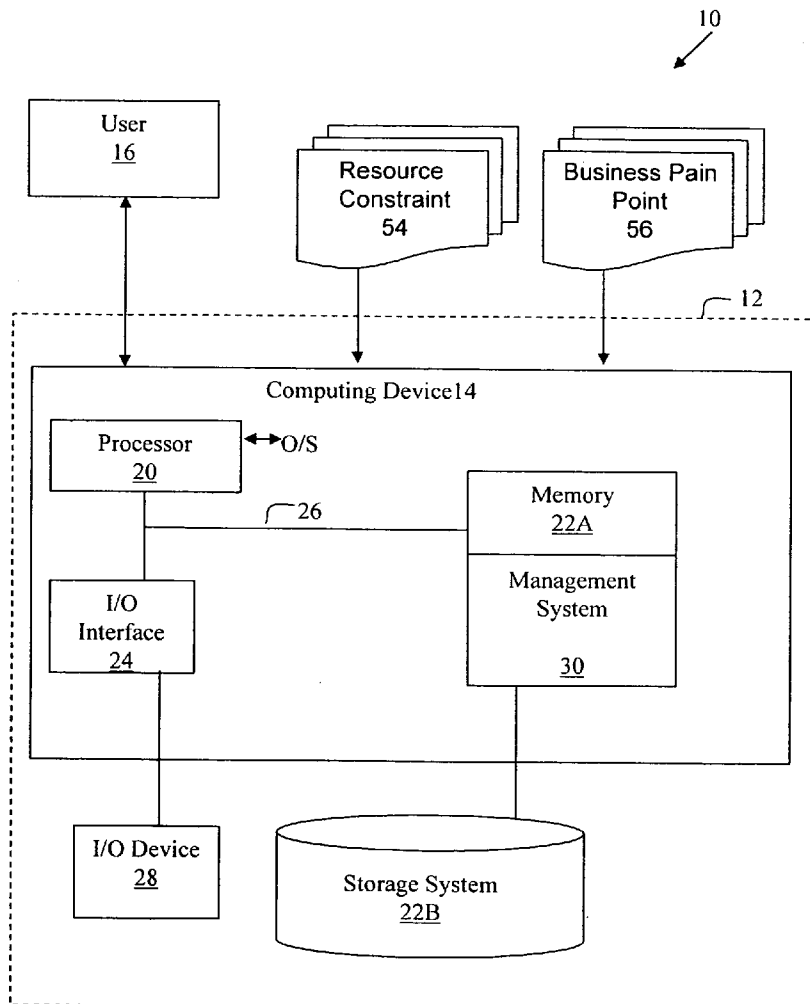 10
User
16
Resource
Constraint
54
Business Pain
Point
56
12
Computing Device14
Processor
20
O/S
26
Memory
22A
I/O
Interface
24
Management
System
30
I/O Device
28
Storage System
22B